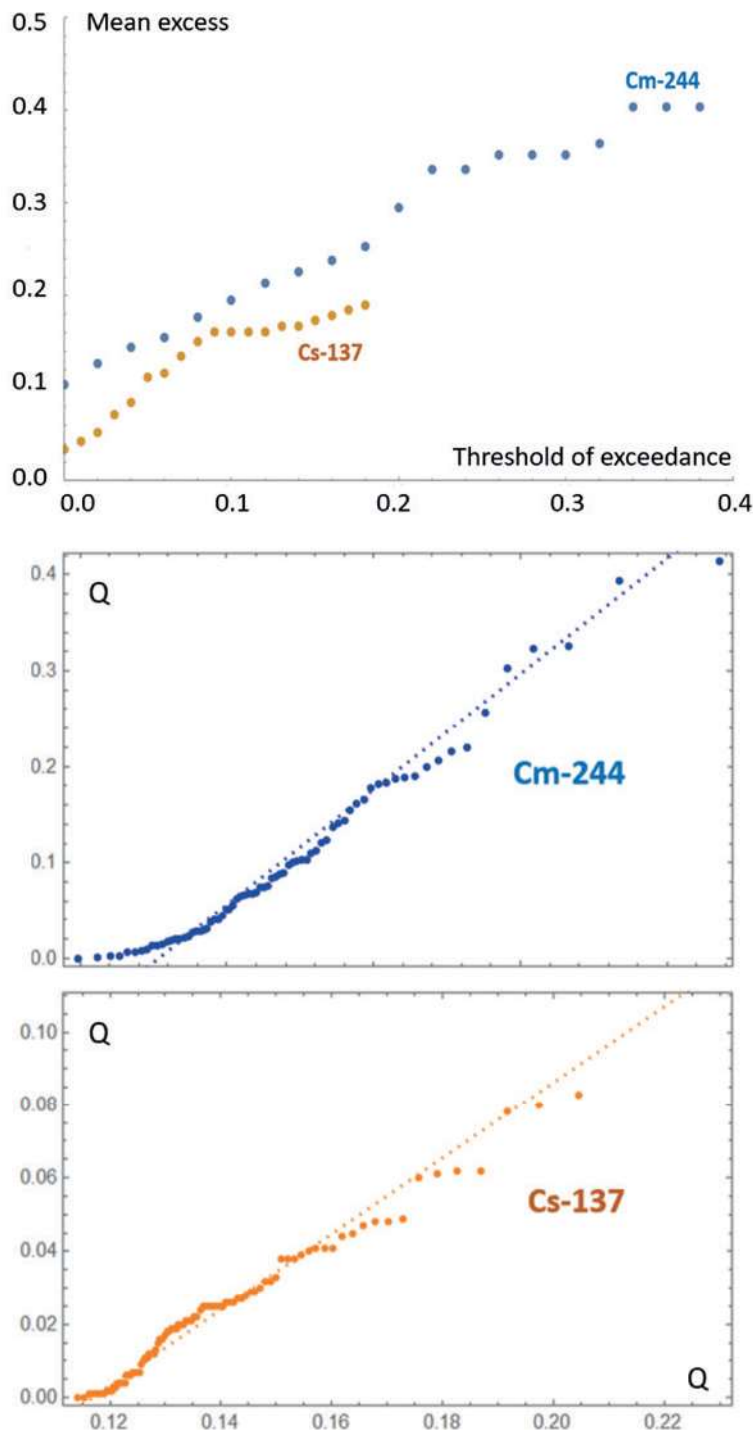 0.5 Mean excess
Cm-244
0.4
0.3
0.2
Cs-137
0.1
Threshold of exceedance
0.0
0.0 0.1 0.2 0.3 0.4
0.4 Q
0.3
0.2 Cm-244
0.1
0.0
0.10 Q
0.08
0.06 Cs-137
0.04
0.02
Q
0.00
0.12 0.14 0.16 0.18 0.20 0.22